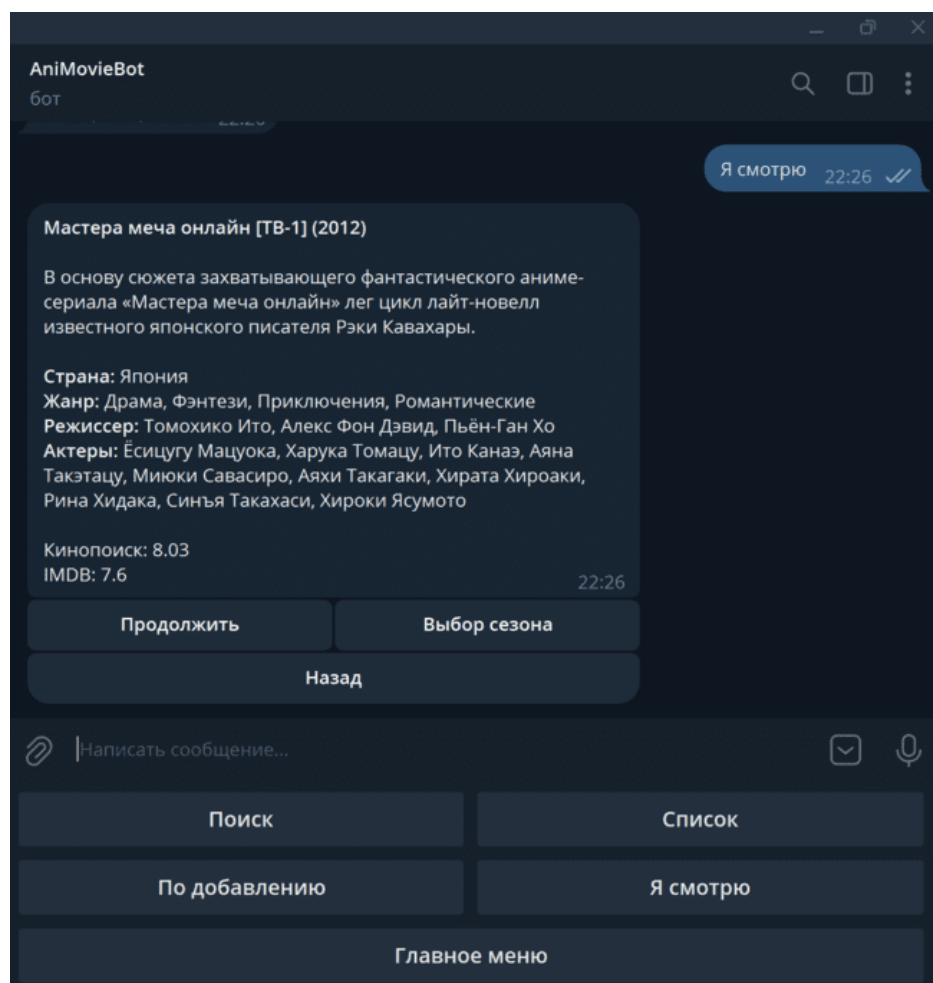 AniMovieBot
бот
22:26
Я смотрю 22:26
Мастера меча онлайн [ТВ-1] (2012)
В основу сюжета захватывающего фантастического аниме-
сериала «Мастера меча онлайн» лег цикл лайт-новелл
известного японского писателя Рэки Кавахары.
Страна: Япония
Жанр: Драма, Фэнтези, Приключения, Романтические
Режиссер: Томохико Ито, Алекс Фон Дэвид, Пьён-Ган Хо
Актеры: Ёсицугу Мацуока, Харука Томацу, Ито Канаэ, Аяна
Такэтацу, Миюки Савасиро, Аяхи Такагаки, Хирата Хироаки,
Рина Хидака, Синъя Такахаси, Хироки Ясумото
Кинопоиск: 8.03
IMDB: 7.6
22:26
Продолжить Выбор сезона
Назад
Написать сообщение...
Поиск Список
По добавлению Я смотрю
Главное меню